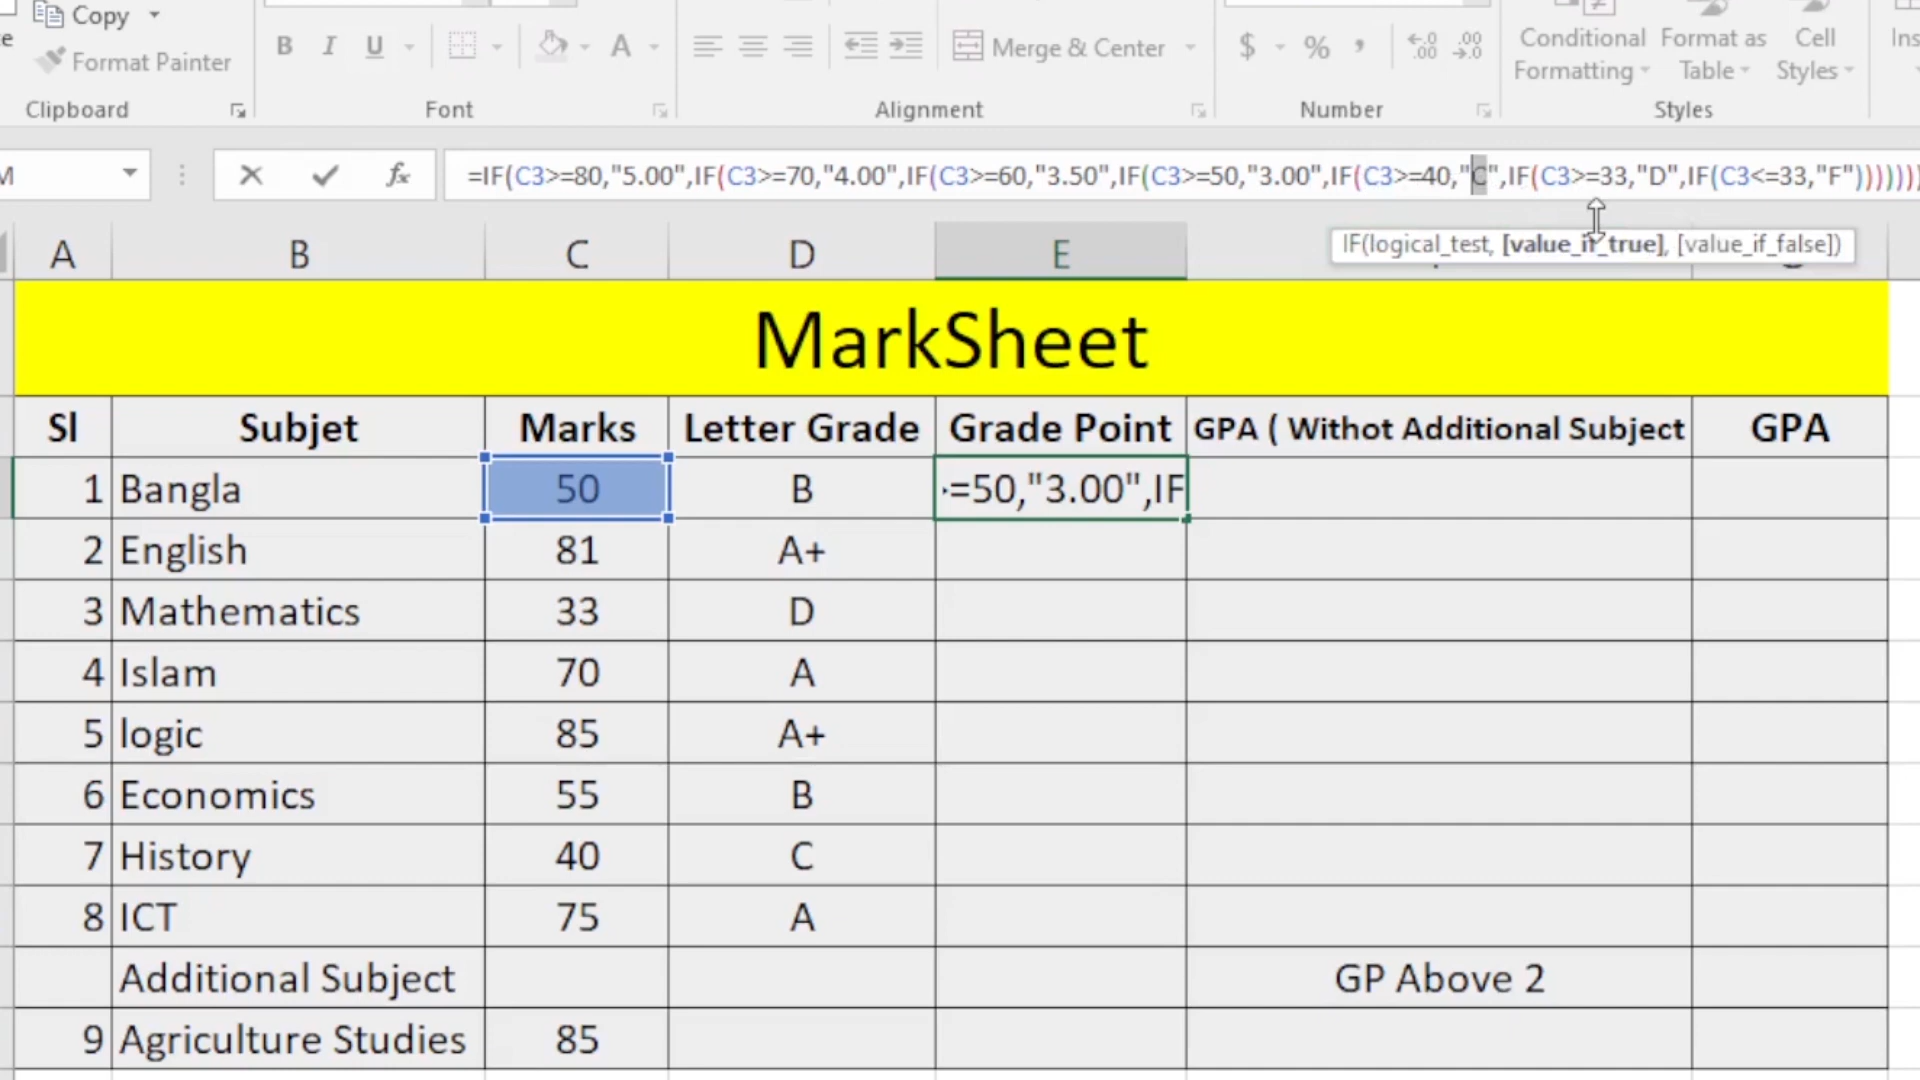 Copy
Conditional Format as Cell
B I U A Merge & Center $ % ,
Format Painter
Formatting Table Styles
Clipboard Font Alignment Number Styles
fx =IF(C3>=80,"5.00",IF(C3>=70,"4.00",IF(C3>=60,"3.50",IF(C3>=50,"3.00",IF(C3>=40,"C",IF(C3>=33,"D",IF(C3<=33,"F")))))))
IF(logical_test, [value_if_true], [value_if_false])
A B C D E
MarkSheet
Sl Subjet Marks Letter Grade Grade Point GPA ( Withot Additional Subject GPA
1 Bangla 50 B =50,"3.00",IF
2 English 81 A+
3 Mathematics 33 D
4 Islam 70 A
5 logic 85 A+
6 Economics 55 B
7 History 40 C
8 ICT 75 A
Additional Subject GP Above 2
9 Agriculture Studies 85